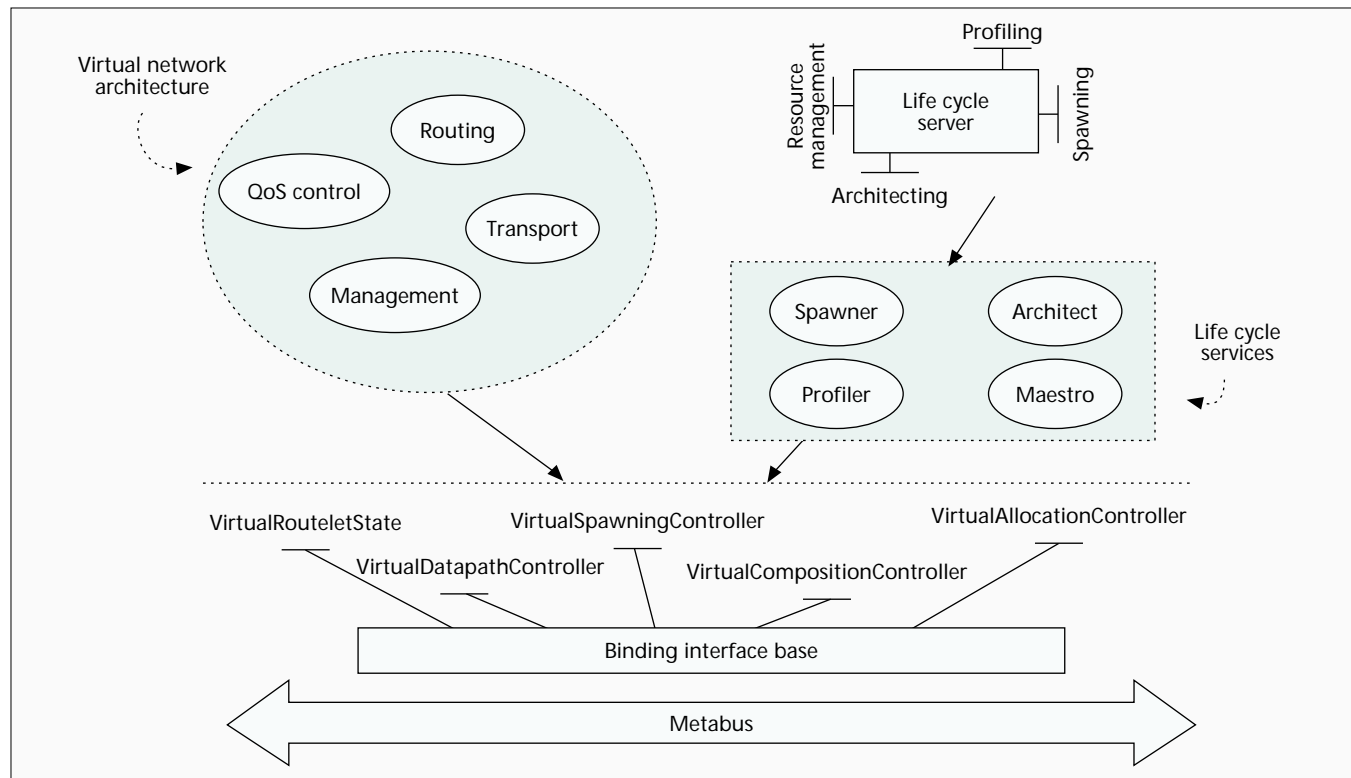 Virtual network
architecture
Routing
QoS control
Transport
Management
Profiling
Resource
management
Life cycle
server
Spawning
Architecting
Spawner
Architect
Profiler
Maestro
Life cycle
services
VirtualRouteletState
VirtualSpawningController
VirtualAllocationController
VirtualDatapathController
VirtualCompositionController
Binding interface base
Metabus